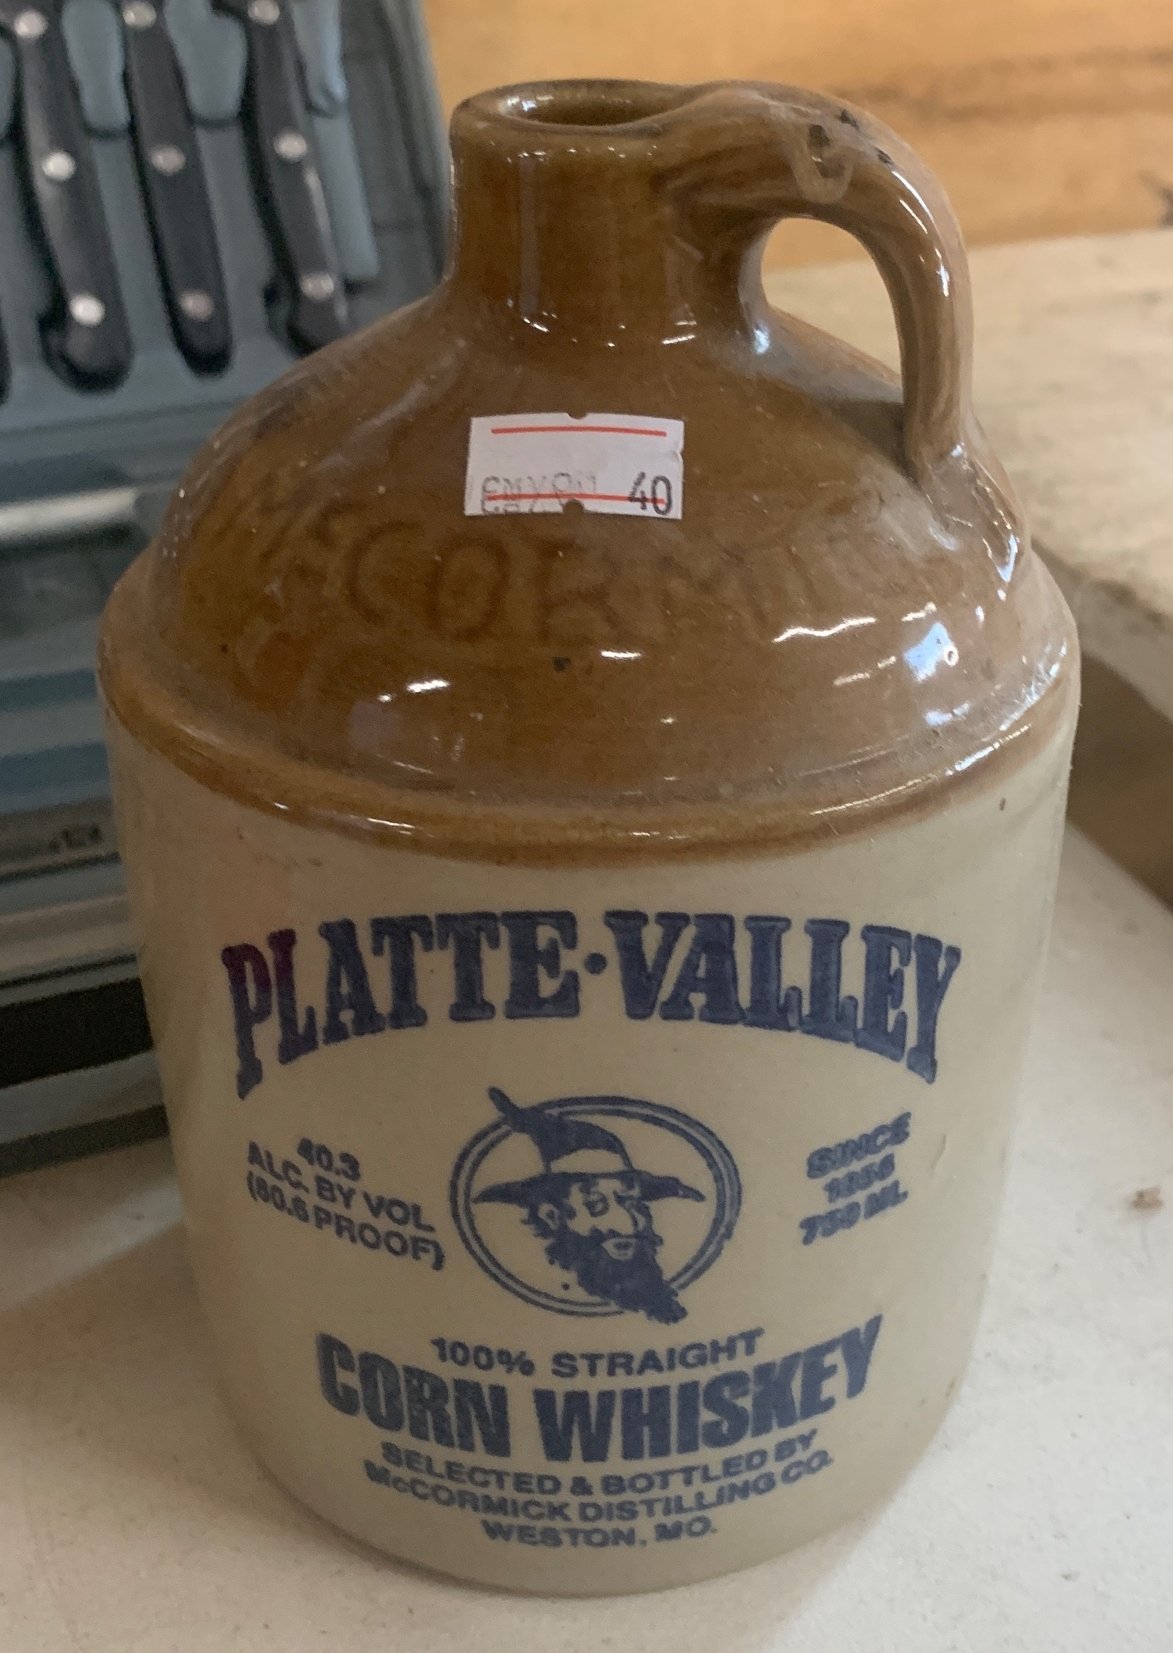 40
McCORMIC
PLATTE·VALLEY
40.3
ALC. BY VOL
(80.6 PROOF)
SINCE
1856
750 ML
100% STRAIGHT
CORN WHISKEY
SELECTED & BOTTLED BY
McCORMICK DISTILLING CO.
WESTON, MO.